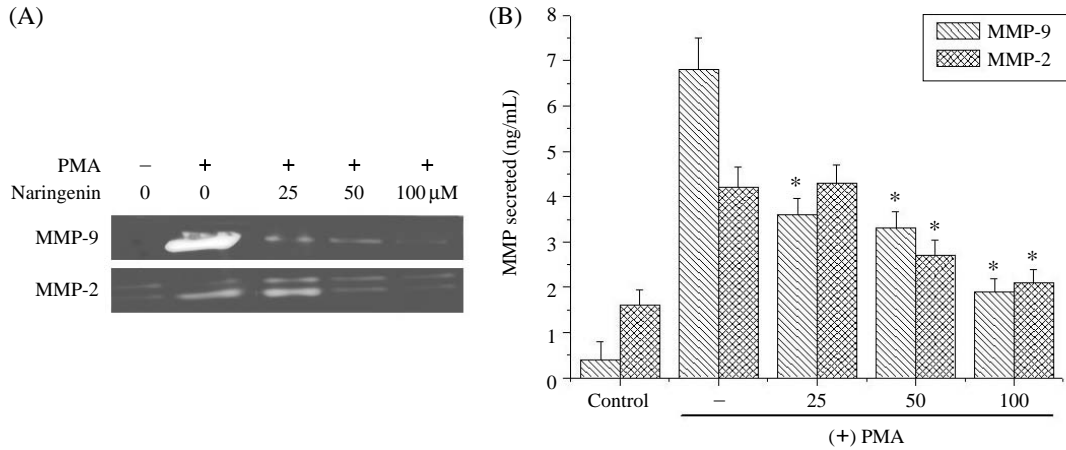 (A)
PMA – + + + +
Naringenin 0 0 25 50 100 μM
MMP-9
MMP-2
(B)
MMP-9
MMP-2
MMP secreted (ng/mL)
8
7
6
5
4
3
2
1
0
* * * * *
Control – 25 50 100
(+) PMA